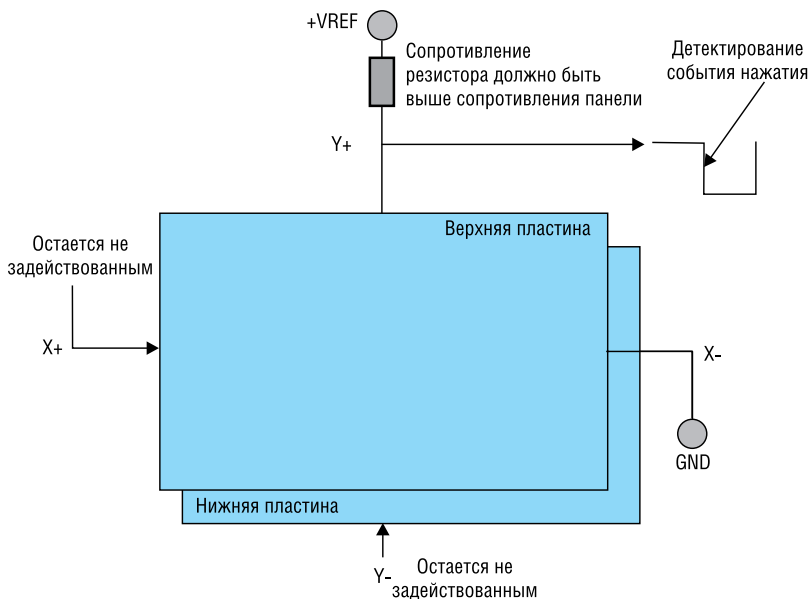 +VREF
Сопротивление
резистора должно быть
выше сопротивления панели
Детектирование
события нажатия
Y+
Верхняя пластина
Остается не
задействованным
X+
X-
GND
Нижняя пластина
Y-
Остается не
задействованным